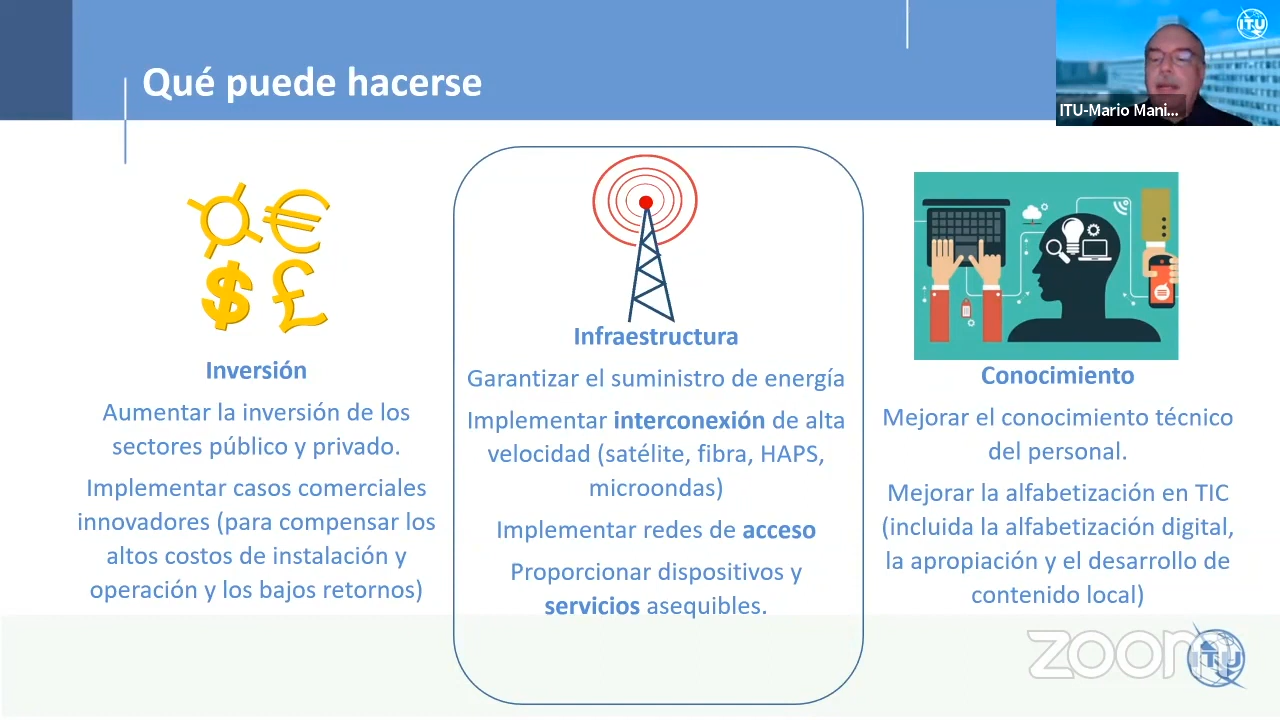 Qué puede hacerse
ITU
ITU-Mario Mani...
Inversión
Aumentar la inversión de los
sectores público y privado.
Implementar casos comerciales
innovadores (para compensar los
altos costos de instalación y
operación y los bajos retornos)
Infraestructura
Garantizar el suministro de energía
Implementar interconexión de alta
velocidad (satélite, fibra, HAPS,
microondas)
Implementar redes de acceso
Proporcionar dispositivos y
servicios asequibles.
Conocimiento
Mejorar el conocimiento técnico
del personal.
Mejorar la alfabetización en TIC
(incluida la alfabetización digital,
la apropiación y el desarrollo de
contenido local)
zoom
ITU